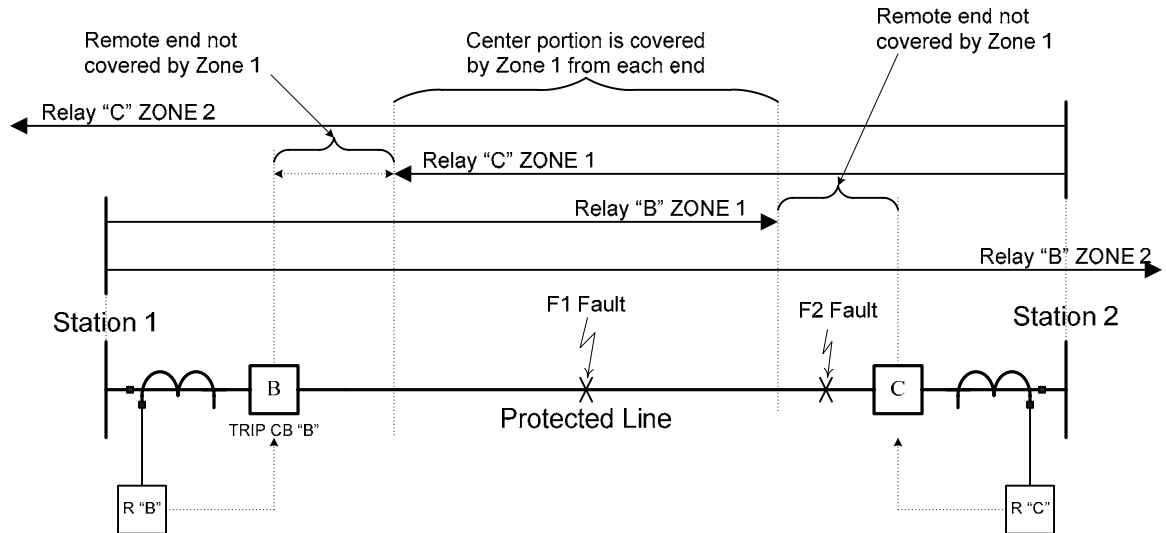 Remote end not
covered by Zone 1
Center portion is covered
by Zone 1 from each end
Remote end not
covered by Zone 1
Relay “C” ZONE 2
Relay “C” ZONE 1
Relay “B” ZONE 1
Relay “B” ZONE 2
Station 1
F1 Fault
F2 Fault
Station 2
B
C
TRIP CB “B”
Protected Line
R “B”
R “C”